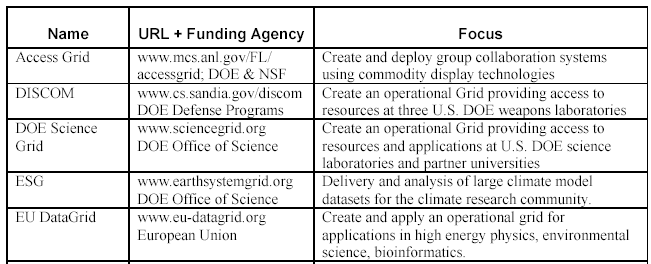 Name
URL + Funding Agency
Focus
Access Grid
www.mcs.anl.gov/FL/
accessgrid; DOE & NSF
Create and deploy group collaboration systems
using commodity display technologies
DISCOM
www.cs.sandia.gov/discom
DOE Defense Programs
Create an operational Grid providing access to
resources at three U.S. DOE weapons laboratories
DOE Science
Grid
www.sciencegrid.org
DOE Office of Science
Create an operational Grid providing access to
resources and applications at U.S. DOE science
laboratories and partner universities
ESG
www.earthsystemgrid.org
DOE Office of Science
Delivery and analysis of large climate model
datasets for the climate research community.
EU DataGrid
www.eu-datagrid.org
European Union
Create and apply an operational grid for
applications in high energy physics, environmental
science, bioinformatics.